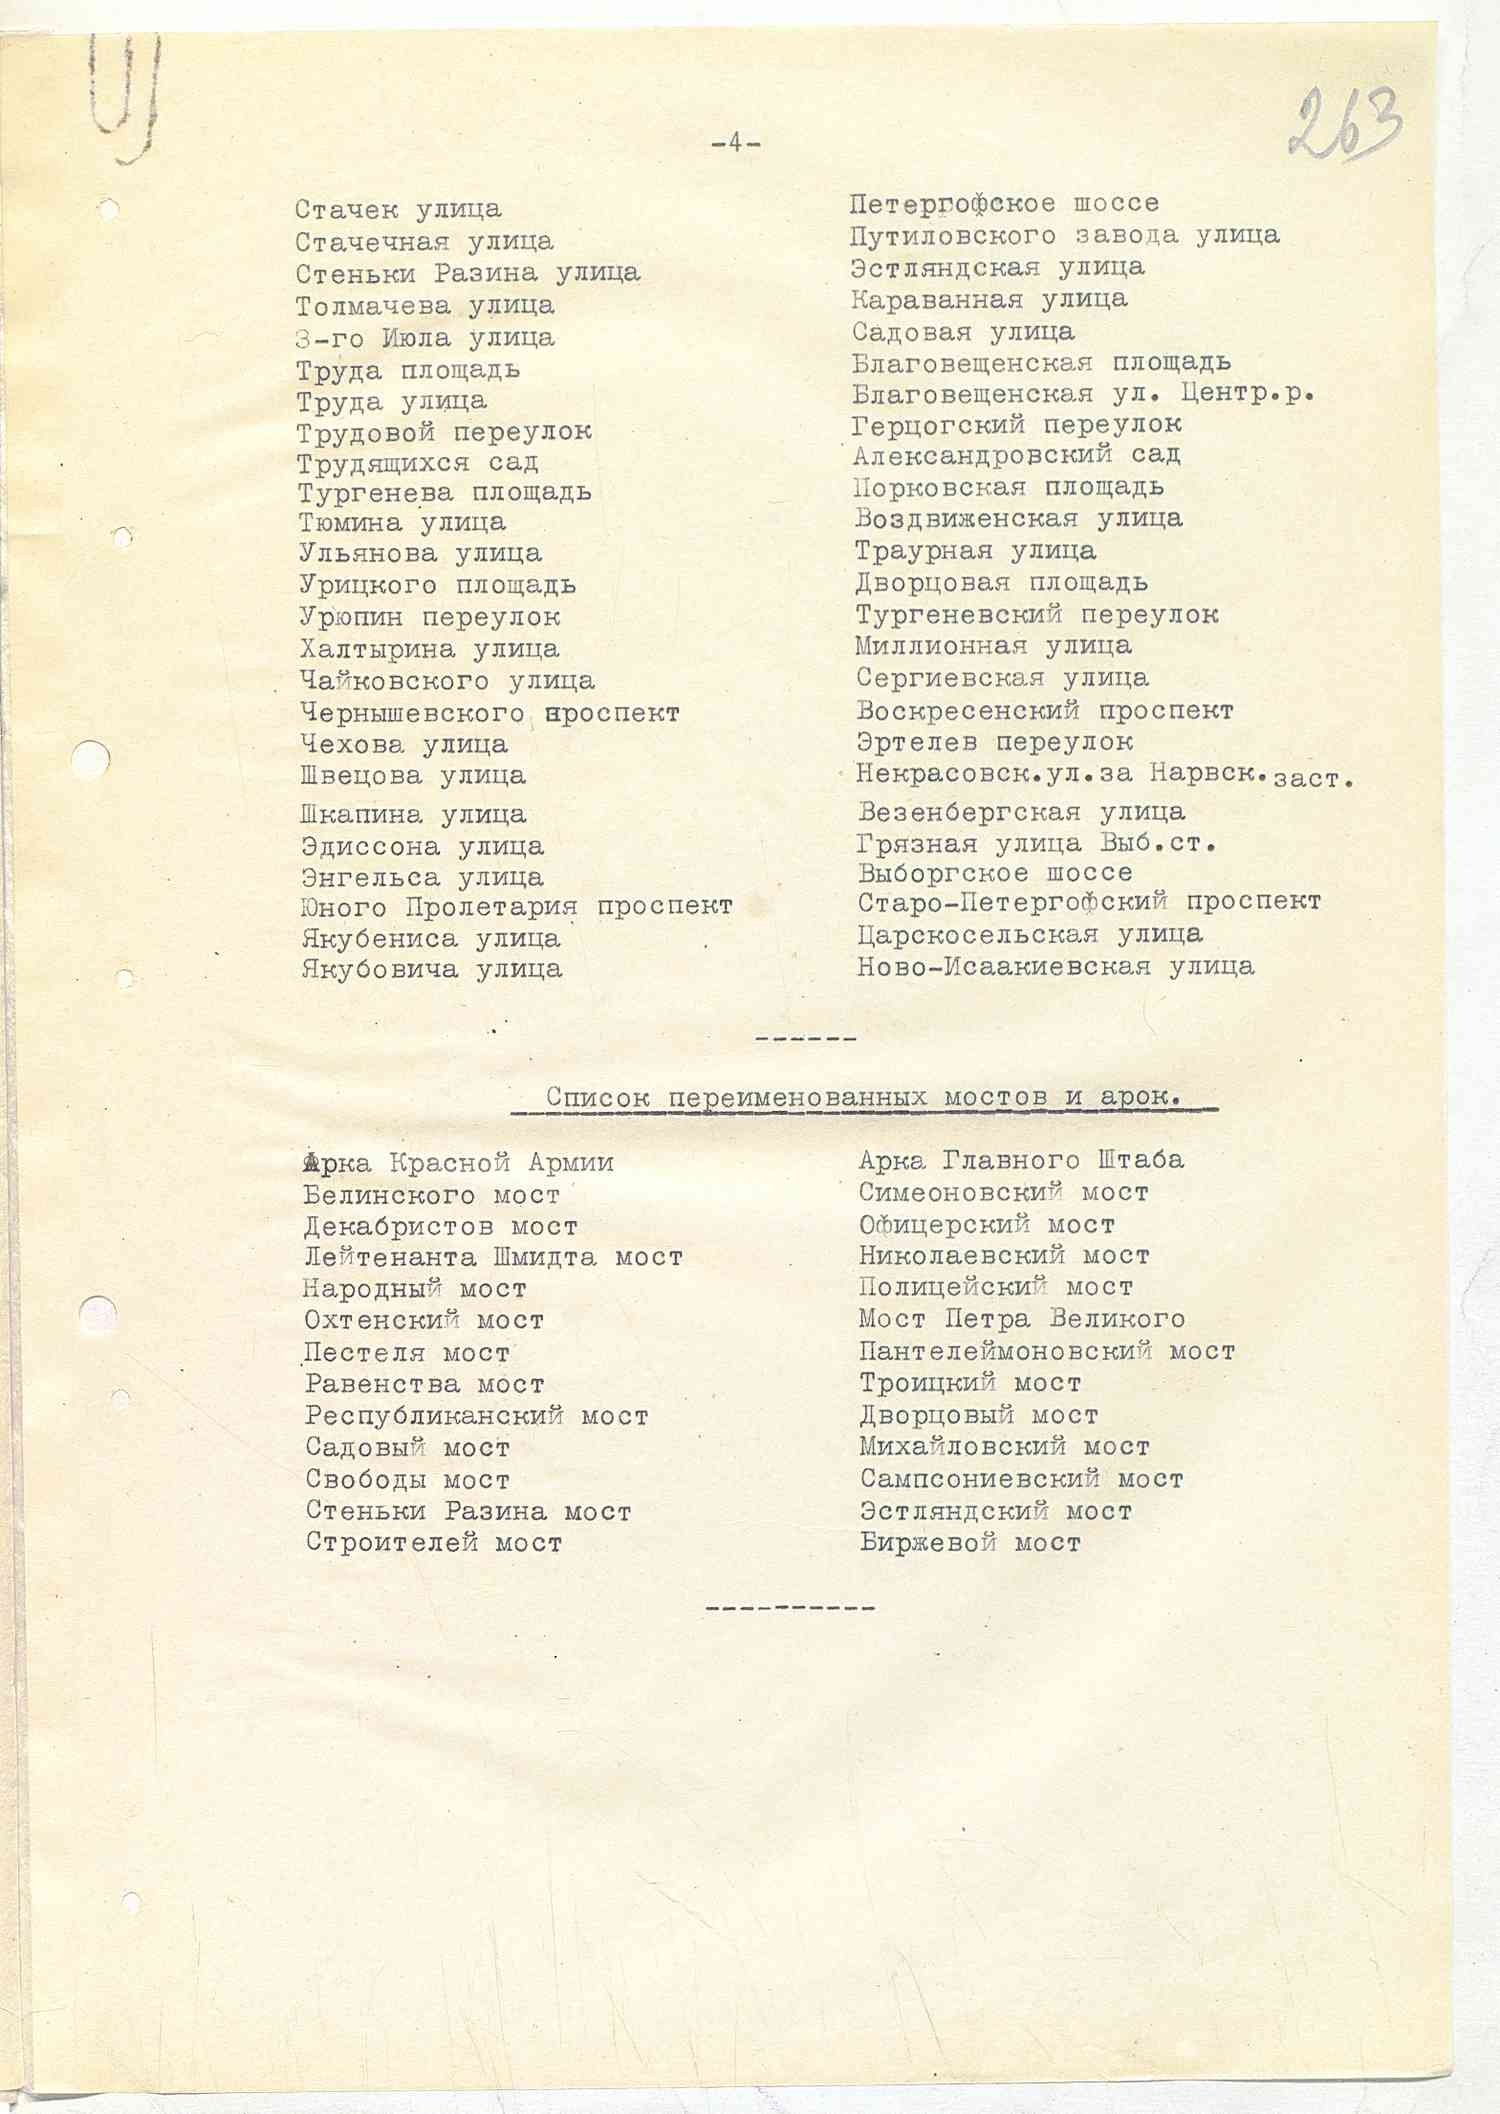 263
-4-
Стачек улица Петергофское шоссе
Стачечная улица Путиловского завода улица
Стеньки Разина улица Эстляндская улица
Толмачева улица Караванная улица
3-го Июла улица Садовая улица
Труда площадь Благовещенская площадь
Труда улица Благовещенская ул. Центр.р.
Трудовой переулок Герцогский переулок
Трудящихся сад Александровский сад
Тургенева площадь Порковская площадь
Тюмина улица Воздвиженская улица
Ульянова улица Траурная улица
Урицкого площадь Дворцовая площадь
Урюпин переулок Тургеневский переулок
Халтырина улица Миллионная улица
Чайковского улица Сергиевская улица
Чернышевского проспект Воскресенский проспект
Чехова улица Эртелев переулок
Швецова улица Некрасовск.ул.за Нарвск.заст.
Шкапина улица Везенбергская улица
Эдиссона улица Грязная улица Выб.ст.
Энгельса улица Выборгское шоссе
Юного Пролетария проспект Старо-Петергофский проспект
Якубениса улица Царскосельская улица
Якубовича улица Ново-Исаакиевская улица
------
Список переименованных мостов и арок.
Арка Красной Армии Арка Главного Штаба
Белинского мост Симеоновский мост
Декабристов мост Офицерский мост
Лейтенанта Шмидта мост Николаевский мост
Народный мост Полицейский мост
Охтенский мост Мост Петра Великого
Пестеля мост Пантелеймоновский мост
Равенства мост Троицкий мост
Республиканский мост Дворцовый мост
Садовый мост Михайловский мост
Свободы мост Сампсониевский мост
Стеньки Разина мост Эстляндский мост
Строителей мост Биржевой мост
----------